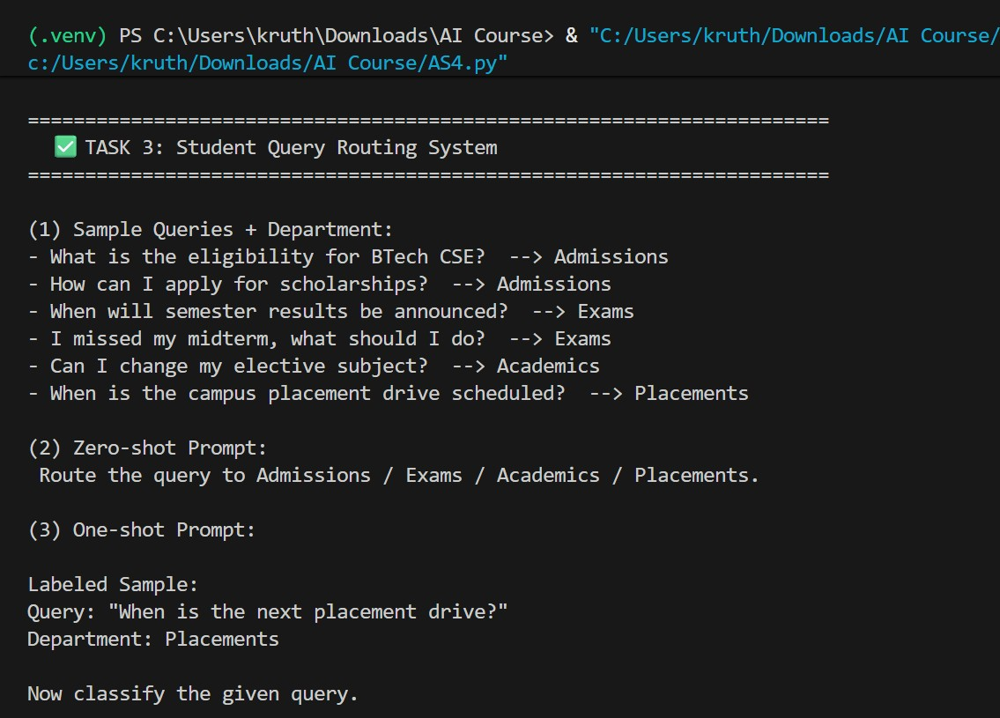 (.venv) PS C:\Users\kruth\Downloads\AI Course> & "C:/Users/kruth/Downloads/AI Course/
c:/Users/kruth/Downloads/AI Course/AS4.py"
======================================================================
✅ TASK 3: Student Query Routing System
======================================================================
(1) Sample Queries + Department:
- What is the eligibility for BTech CSE?  --> Admissions
- How can I apply for scholarships?  --> Admissions
- When will semester results be announced?  --> Exams
- I missed my midterm, what should I do?  --> Exams
- Can I change my elective subject?  --> Academics
- When is the campus placement drive scheduled?  --> Placements
(2) Zero-shot Prompt:
Route the query to Admissions / Exams / Academics / Placements.
(3) One-shot Prompt:
Labeled Sample:
Query: "When is the next placement drive?"
Department: Placements
Now classify the given query.